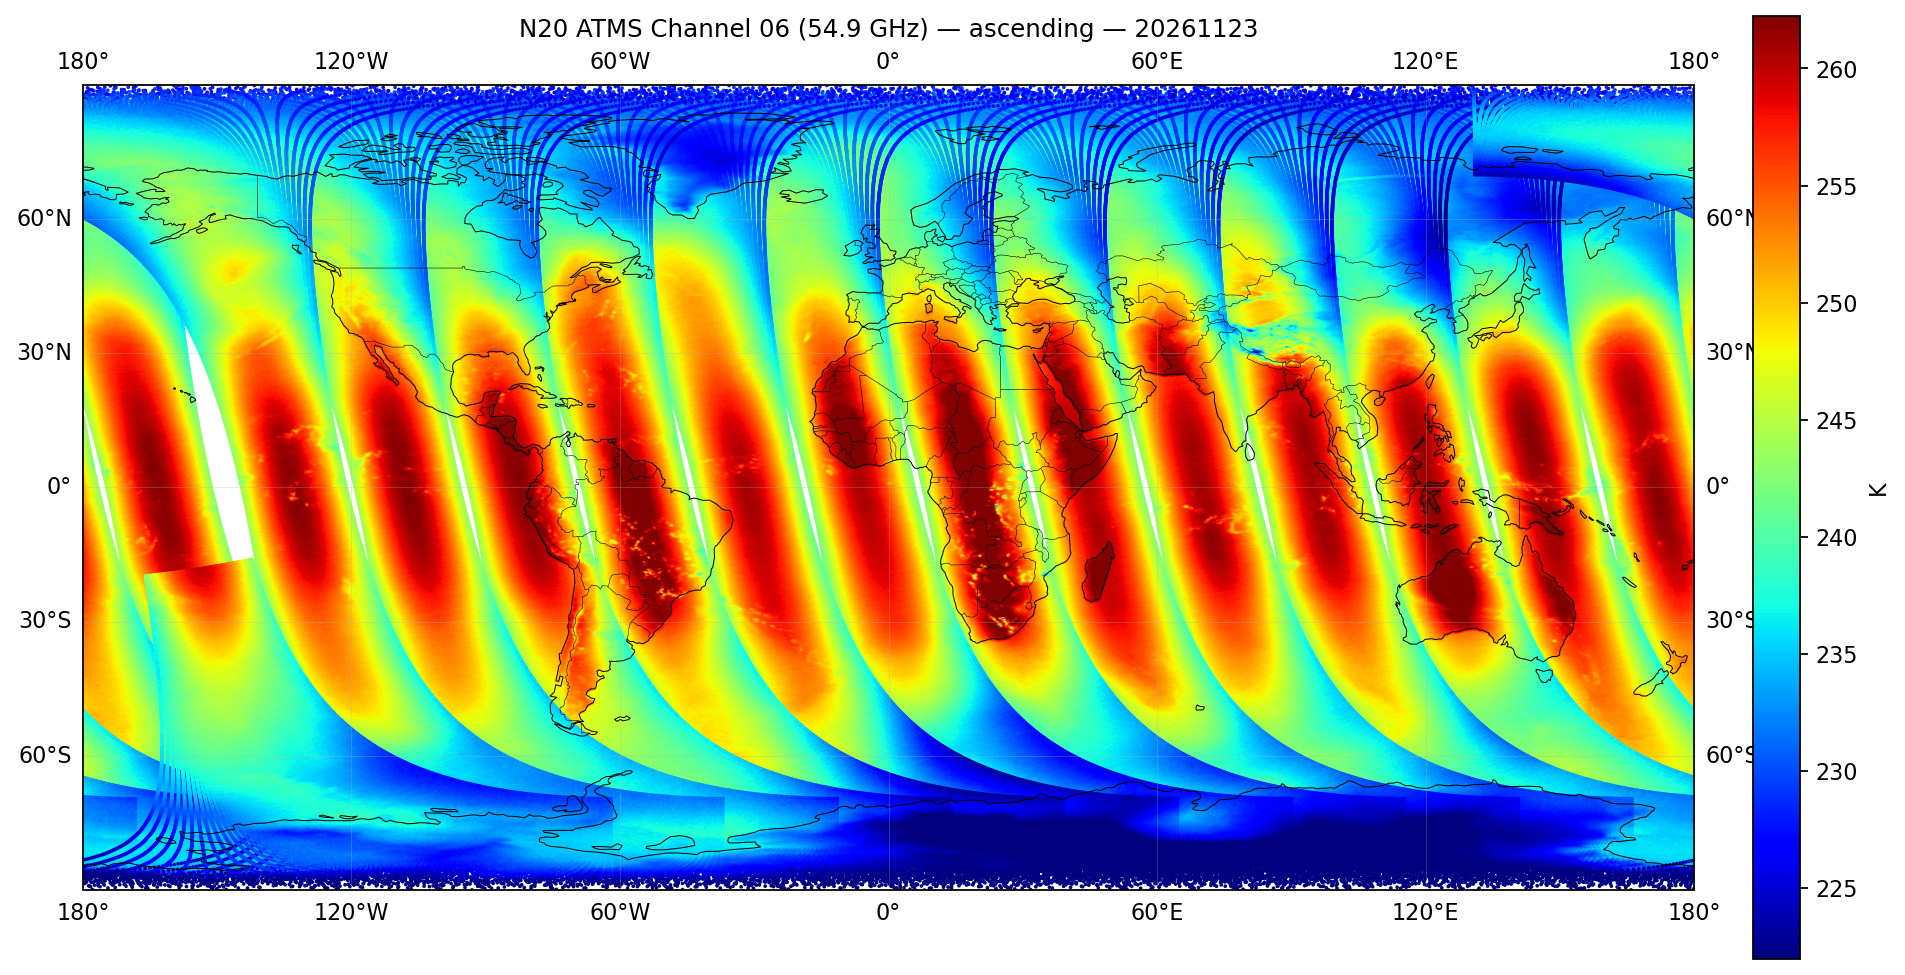 N20 ATMS Channel 06 (54.9 GHz) — ascending — 20261123
180° 120°W 60°W 0° 60°E 120°E 180°
60°N 60°N
30°N 30°N
0° 0°
30°S 30°S
60°S 60°S
180° 120°W 60°W 0° 60°E 120°E 180°
260
255
250
245
240
235
230
225
K